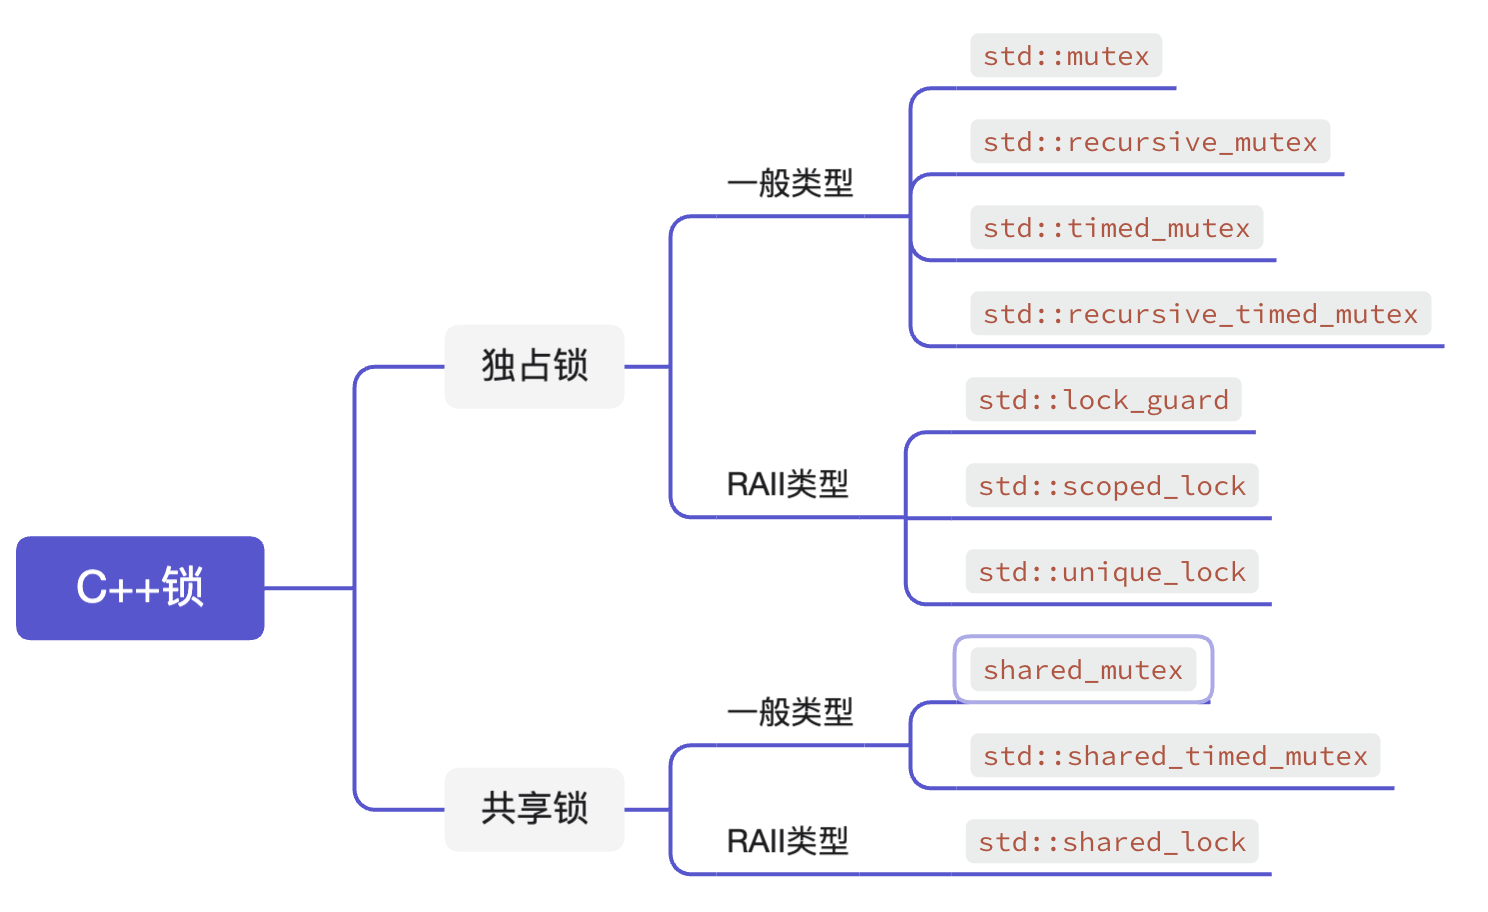 C++锁
独占锁
一般类型
std::mutex
std::recursive_mutex
std::timed_mutex
std::recursive_timed_mutex
RAII类型
std::lock_guard
std::scoped_lock
std::unique_lock
共享锁
一般类型
shared_mutex
std::shared_timed_mutex
RAII类型
std::shared_lock